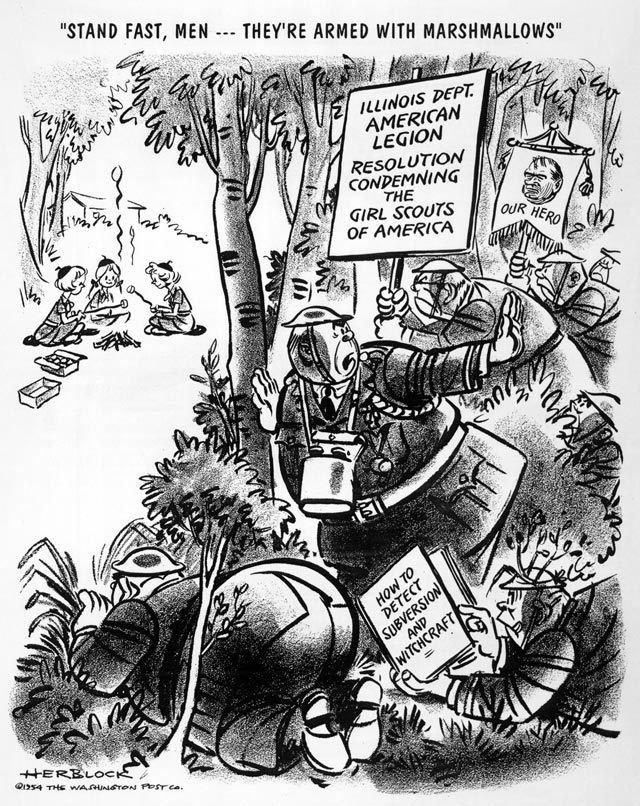 "STAND FAST, MEN --- THEY'RE ARMED WITH MARSHMALLOWS"
ILLINOIS DEPT.
AMERICAN
LEGION
RESOLUTION
CONDEMNING
THE
GIRL SCOUTS
OF AMERICA
OUR HERO
HOW TO
DETECT
SUBVERSION
AND
WITCHCRAFT
HERBLOCK
©1954 THE WASHINGTON POST CO.